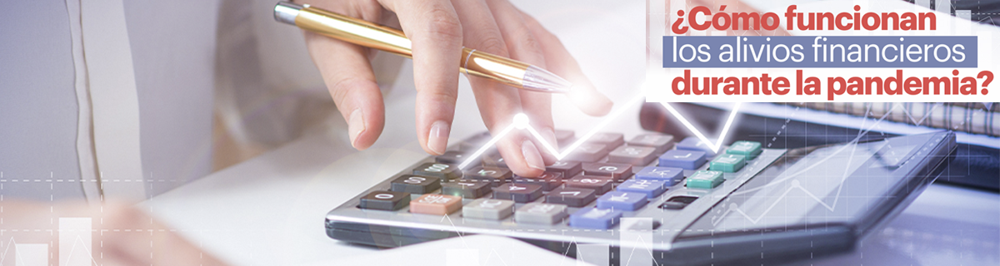 ¿Cómo funcionan
los alivios financieros
durante la pandemia?